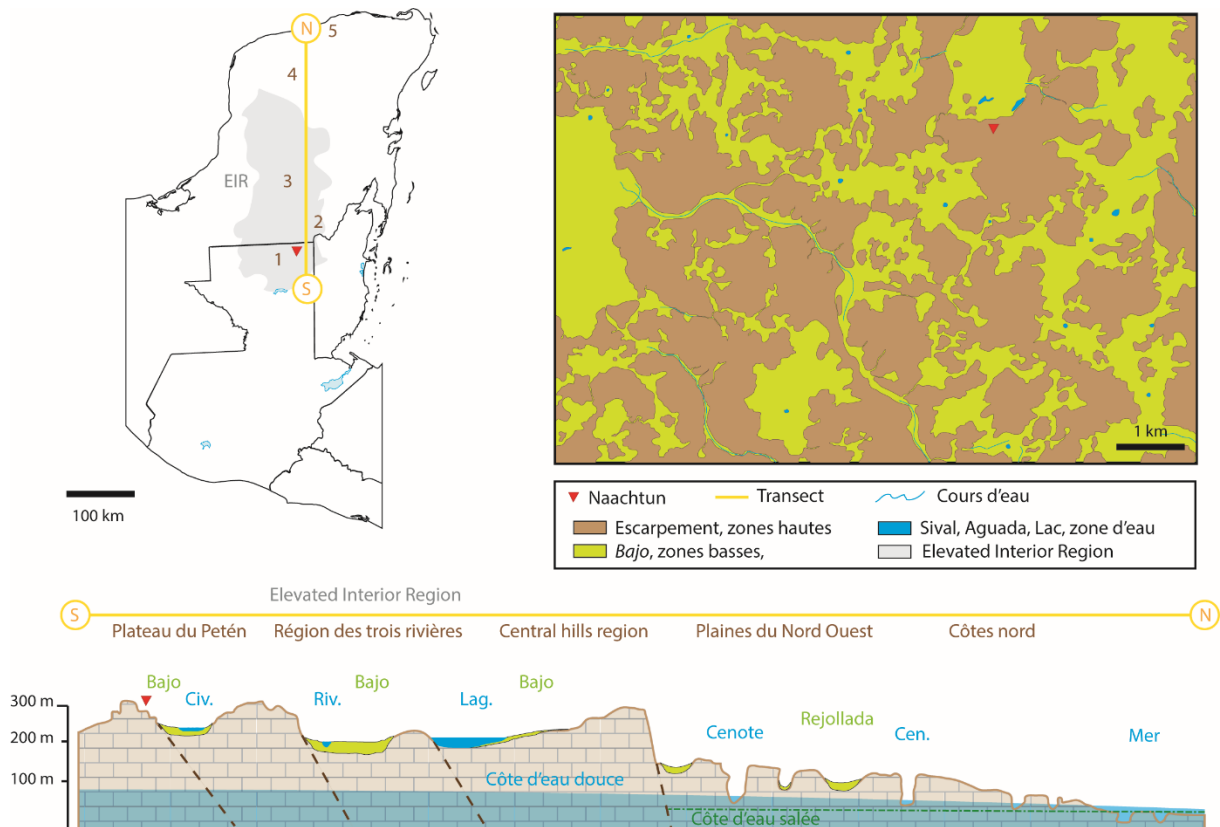 N
5
4
EIR
3
2
1
S
100 km
1 km
Naachtun
Transect
Cours d'eau
Escarpement, zones hautes
Sival, Aguada, Lac, zone d'eau
Bajo, zones basses,
Elevated Interior Region
Elevated Interior Region
S
N
Plateau du Petén
Région des trois rivières
Central hills region
Plaines du Nord Ouest
Côtes nord
Bajo
Bajo
Bajo
300 m
Civ.
Riv.
Lag.
Cenote
Rejollada
Cen.
Mer
200 m
100 m
Côte d'eau douce
Côte d'eau salée